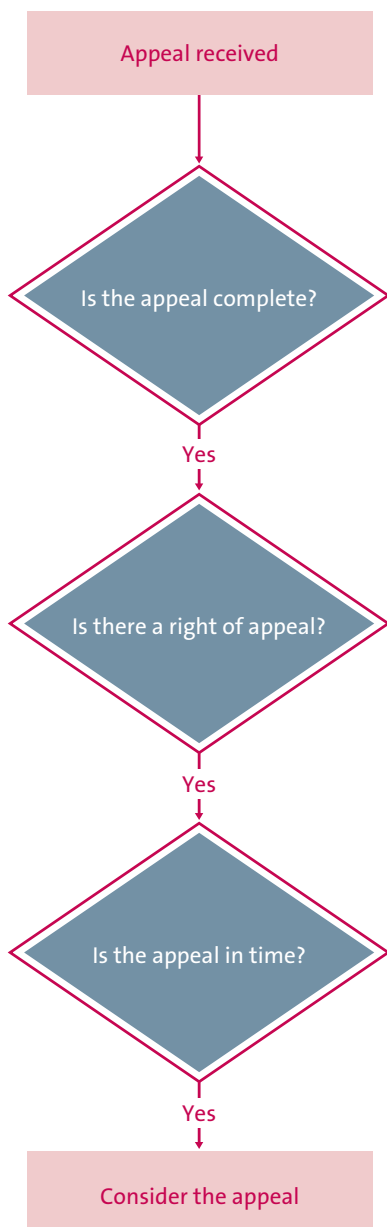 Appeal received
Is the appeal complete?
Yes
Is there a right of appeal?
Yes
Is the appeal in time?
Yes
Consider the appeal